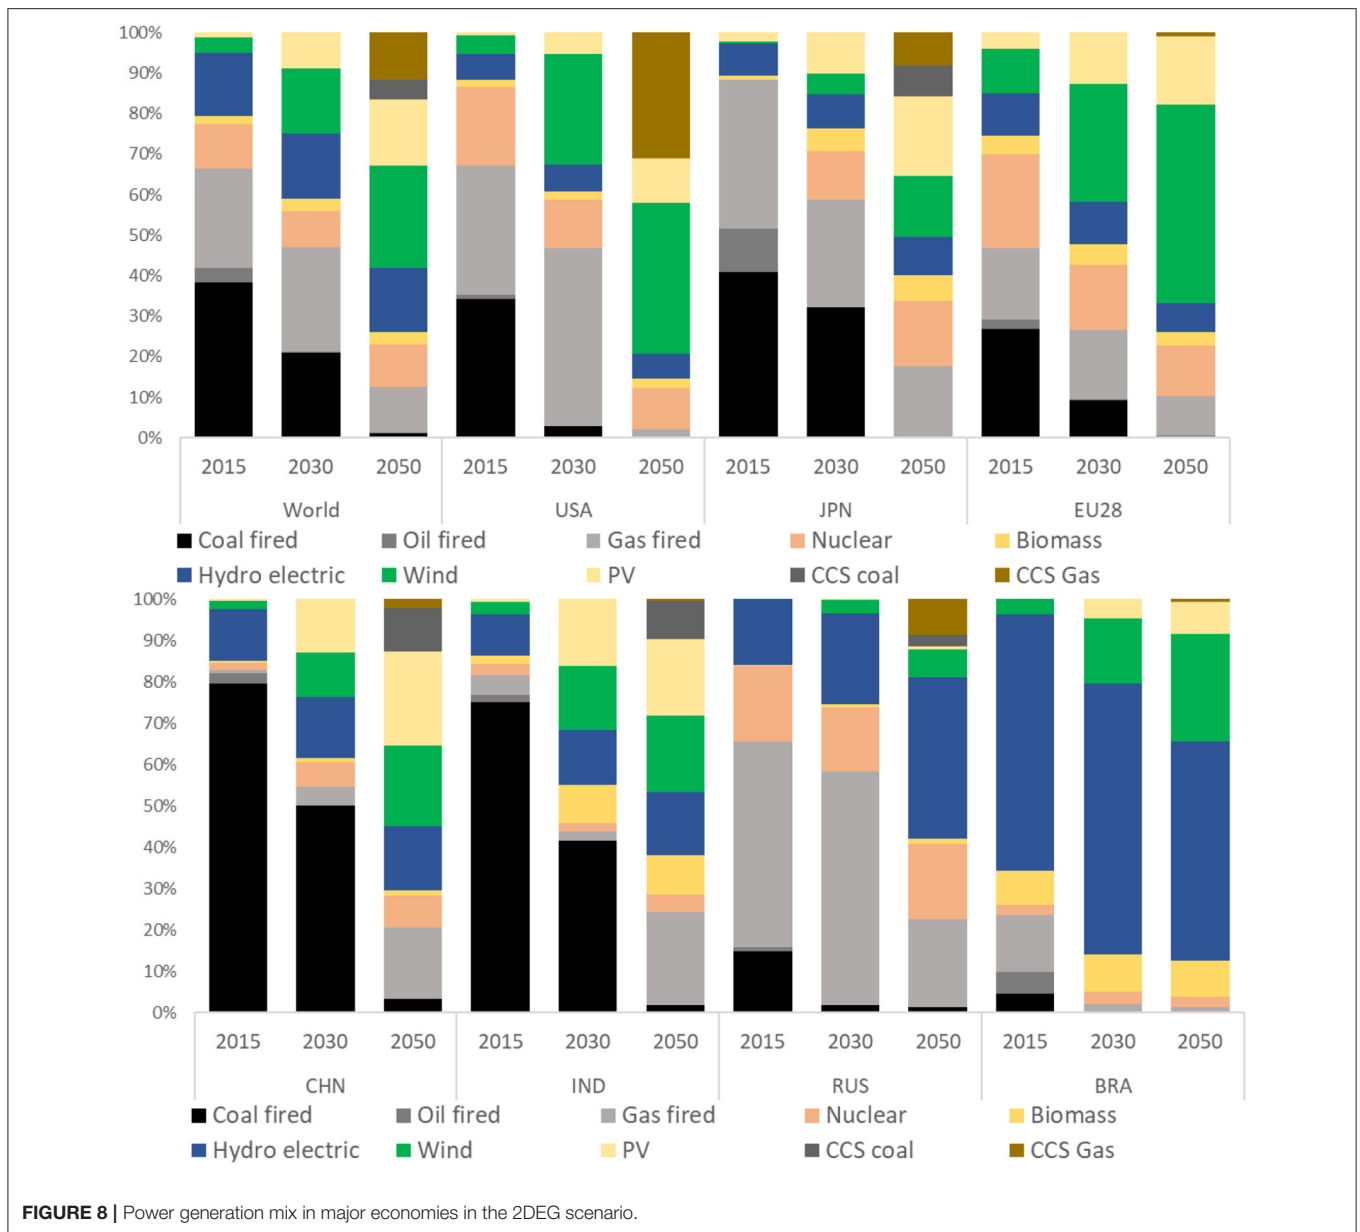 100%
90%
80%
70%
60%
50%
40%
30%
20%
10%
0%
2015 2030 2050 2015 2030 2050 2015 2030 2050 2015 2030 2050
World USA JPN EU28
Coal fired Oil fired Gas fired Nuclear Biomass
Hydro electric Wind PV CCS coal CCS Gas
100%
90%
80%
70%
60%
50%
40%
30%
20%
10%
0%
2015 2030 2050 2015 2030 2050 2015 2030 2050 2015 2030 2050
CHN IND RUS BRA
Coal fired Oil fired Gas fired Nuclear Biomass
Hydro electric Wind PV CCS coal CCS Gas
FIGURE 8 | Power generation mix in major economies in the 2DEG scenario.